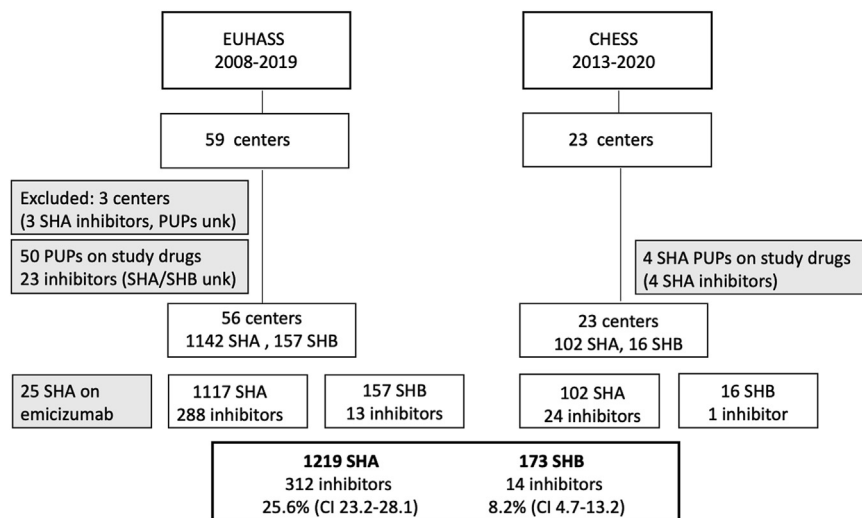 EUHASS
2008-2019
CHESS
2013-2020
59 centers
23 centers
Excluded: 3 centers
(3 SHA inhibitors, PUPs unk)
50 PUPs on study drugs
23 inhibitors (SHA/SHB unk)
4 SHA PUPs on study drugs
(4 SHA inhibitors)
56 centers
1142 SHA , 157 SHB
23 centers
102 SHA, 16 SHB
25 SHA on
emicizumab
1117 SHA
288 inhibitors
157 SHB
13 inhibitors
102 SHA
24 inhibitors
16 SHB
1 inhibitor
1219 SHA
312 inhibitors
25.6% (CI 23.2-28.1)
173 SHB
14 inhibitors
8.2% (CI 4.7-13.2)